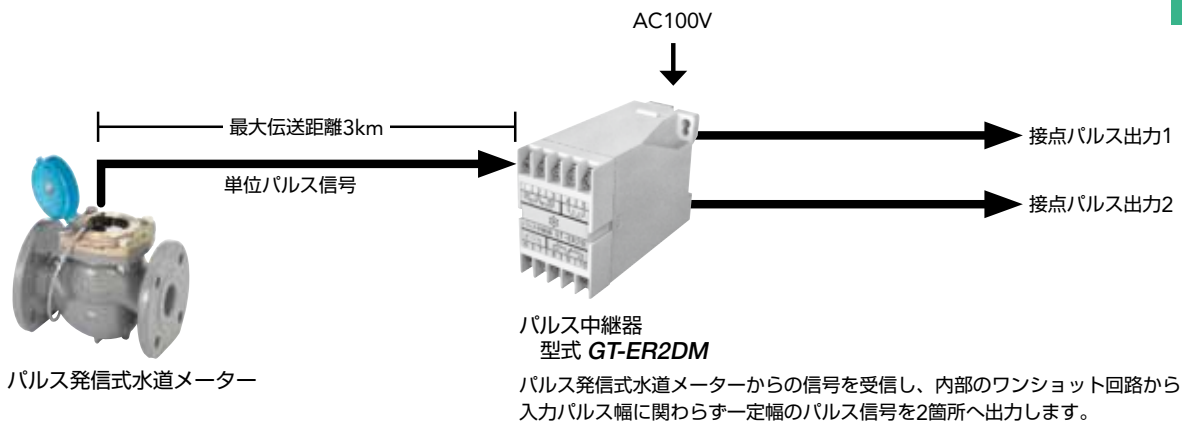 AC100V
最大伝送距離3km
単位パルス信号
接点パルス出力1
接点パルス出力2
パルス発信式水道メーター
パルス中継器
型式 GT-ER2DM
パルス発信式水道メーターからの信号を受信し、内部のワンショット回路から
入力パルス幅に関わらず一定幅のパルス信号を2箇所へ出力します。